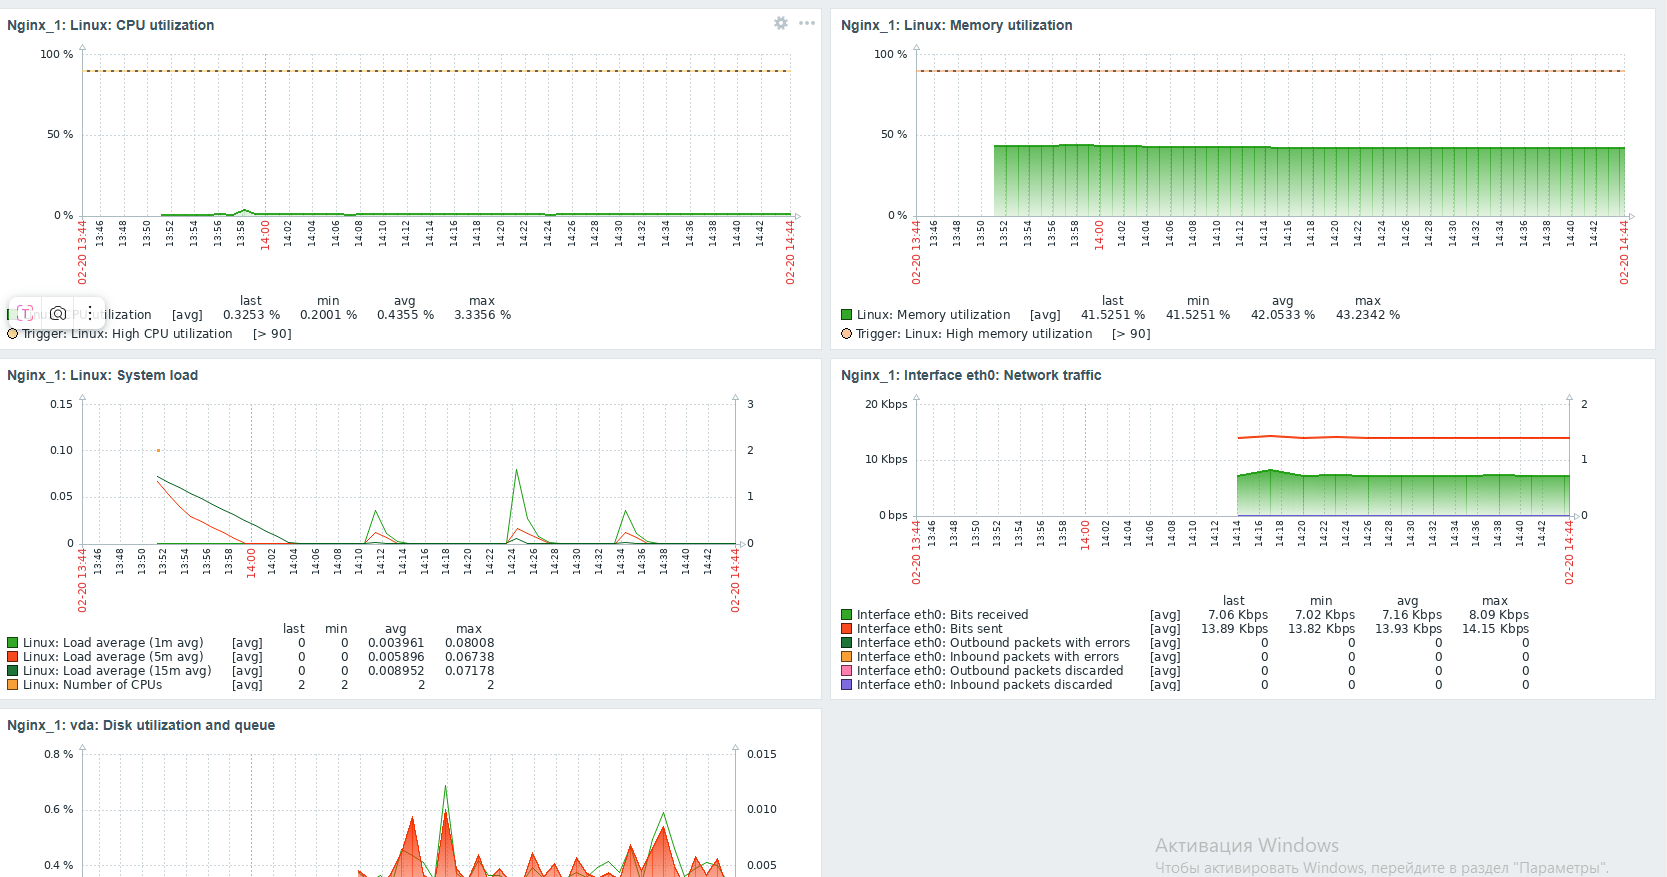 Nginx_1: Linux: CPU utilization
100 %
50 %
0 %
02-20 13:44 13:46 13:48 13:50 13:52 13:54 13:56 13:58 14:00 14:02 14:04 14:06 14:08 14:10 14:12 14:14 14:16 14:18 14:20 14:22 14:24 14:26 14:28 14:30 14:32 14:34 14:36 14:38 14:40 14:42 02-20 14:44
last min avg max
Linux: CPU utilization [avg] 0.3253 % 0.2001 % 0.4355 % 3.3356 %
Trigger: Linux: High CPU utilization [> 90]
Nginx_1: Linux: Memory utilization
100 %
50 %
0 %
02-20 13:44 13:46 13:48 13:50 13:52 13:54 13:56 13:58 14:00 14:02 14:04 14:06 14:08 14:10 14:12 14:14 14:16 14:18 14:20 14:22 14:24 14:26 14:28 14:30 14:32 14:34 14:36 14:38 14:40 14:42 02-20 14:44
last min avg max
Linux: Memory utilization [avg] 41.5251 % 41.5251 % 42.0533 % 43.2342 %
Trigger: Linux: High memory utilization [> 90]
Nginx_1: Linux: System load
0.15 3
0.10 2
0.05 1
0 0
02-20 13:44 13:46 13:48 13:50 13:52 13:54 13:56 13:58 14:00 14:02 14:04 14:06 14:08 14:10 14:12 14:14 14:16 14:18 14:20 14:22 14:24 14:26 14:28 14:30 14:32 14:34 14:36 14:38 14:40 14:42 02-20 14:44
last min avg max
Linux: Load average (1m avg) [avg] 0 0 0.003961 0.08008
Linux: Load average (5m avg) [avg] 0 0 0.005896 0.06738
Linux: Load average (15m avg) [avg] 0 0 0.008952 0.07178
Linux: Number of CPUs [avg] 2 2 2 2
Nginx_1: Interface eth0: Network traffic
20 Kbps 2
10 Kbps 1
0 bps 0
02-20 13:44 13:46 13:48 13:50 13:52 13:54 13:56 13:58 14:00 14:02 14:04 14:06 14:08 14:10 14:12 14:14 14:16 14:18 14:20 14:22 14:24 14:26 14:28 14:30 14:32 14:34 14:36 14:38 14:40 14:42 02-20 14:44
last min avg max
Interface eth0: Bits received [avg] 7.06 Kbps 7.02 Kbps 7.16 Kbps 8.09 Kbps
Interface eth0: Bits sent [avg] 13.89 Kbps 13.82 Kbps 13.93 Kbps 14.15 Kbps
Interface eth0: Outbound packets with errors [avg] 0 0 0 0
Interface eth0: Inbound packets with errors [avg] 0 0 0 0
Interface eth0: Outbound packets discarded [avg] 0 0 0 0
Interface eth0: Inbound packets discarded [avg] 0 0 0 0
Nginx_1: vda: Disk utilization and queue
0.8 % 0.015
0.6 % 0.010
0.4 % 0.005
Активация Windows
Чтобы активировать Windows, перейдите в раздел "Параметры".